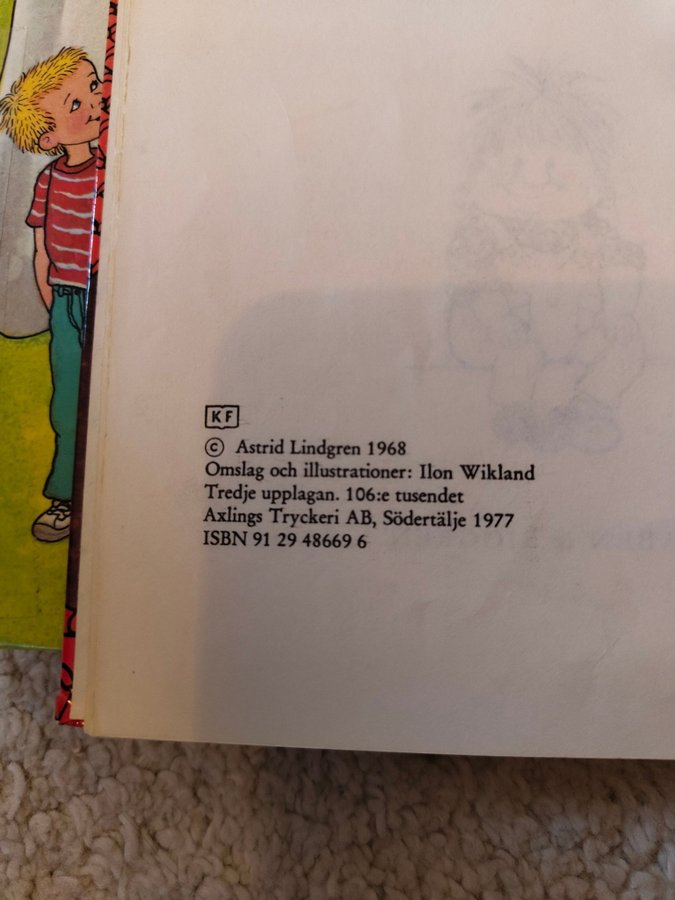 KF
© Astrid Lindgren 1968
Omslag och illustrationer: Ilon Wikland
Tredje upplagan. 106:e tusendet
Axlings Tryckeri AB, Södertälje 1977
ISBN 91 29 48669 6